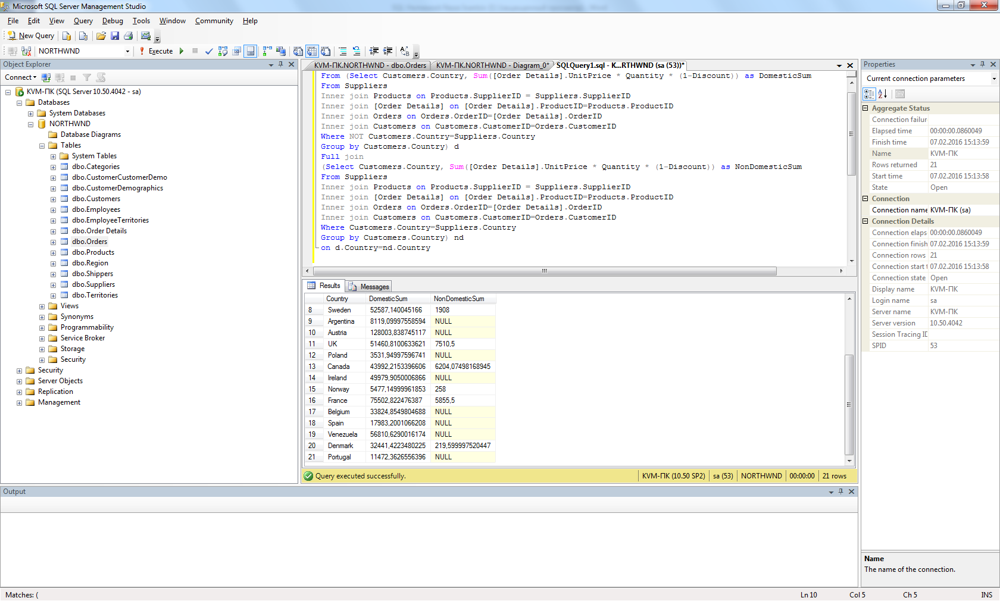 Microsoft SQL Server Management Studio
File Edit View Query Debug Tools Window Community Help
New Query
NORTHWND Execute
Object Explorer
Connect
KVM-ПК (SQL Server 10.50.4042 - sa)
Databases
System Databases
NORTHWND
Database Diagrams
Tables
System Tables
dbo.Categories
dbo.CustomerCustomerDemo
dbo.CustomerDemographics
dbo.Customers
dbo.Employees
dbo.EmployeeTerritories
dbo.Order Details
dbo.Orders
dbo.Products
dbo.Region
dbo.Shippers
dbo.Suppliers
dbo.Territories
Views
Synonyms
Programmability
Service Broker
Storage
Security
Security
Server Objects
Replication
Management
KVM-ПК.NORTHWND - dbo.Orders KVM-ПК.NORTHWND - Diagram_0* SQLQuery1.sql - K...RTHWND (sa (53))*
From (Select Customers.Country, Sum([Order Details].UnitPrice * Quantity * (1-Discount)) as DomesticSum
From Suppliers
Inner join Products on Products.SupplierID = Suppliers.SupplierID
Inner join [Order Details] on [Order Details].ProductID=Products.ProductID
Inner join Orders on Orders.OrderID=[Order Details].OrderID
Inner join Customers on Customers.CustomerID=Orders.CustomerID
Where NOT Customers.Country=Suppliers.Country
Group by Customers.Country) d
Full join
(Select Customers.Country, Sum([Order Details].UnitPrice * Quantity * (1-Discount)) as NonDomesticSum
From Suppliers
Inner join Products on Products.SupplierID = Suppliers.SupplierID
Inner join [Order Details] on [Order Details].ProductID=Products.ProductID
Inner join Orders on Orders.OrderID=[Order Details].OrderID
Inner join Customers on Customers.CustomerID=Orders.CustomerID
Where Customers.Country=Suppliers.Country
Group by Customers.Country) nd
on d.Country=nd.Country
Results Messages
Country DomesticSum NonDomesticSum
8 Sweden 52587,140045166 1908
9 Argentina 8119,09997558594 NULL
10 Austria 128003,838745117 NULL
11 UK 51460,8100633621 7510,5
12 Poland 3531,94997596741 NULL
13 Canada 43992,2153396606 6204,07498168945
14 Ireland 49979,9050006866 NULL
15 Norway 5477,14999961853 258
16 France 75502,822476387 5855,5
17 Belgium 33824,8549804688 NULL
18 Spain 17983,2001066208 NULL
19 Venezuela 56810,6290016174 NULL
20 Denmark 32441,4223480225 219,599997520447
21 Portugal 11472,3626556396 NULL
Query executed successfully. KVM-ПК (10.50 SP2) sa (53) NORTHWND 00:00:00 21 rows
Properties
Current connection parameters
Aggregate Status
Connection failur
Elapsed time 00:00:00.0860049
Finish time 07.02.2016 15:13:59
Name KVM-ПК
Rows returned 21
Start time 07.02.2016 15:13:58
State Open
Connection
Connection name KVM-ПК (sa)
Connection Details
Connection elaps 00:00:00.0860049
Connection finish 07.02.2016 15:13:59
Connection rows 21
Connection start t 07.02.2016 15:13:58
Connection state Open
Display name KVM-ПК
Login name sa
Server name KVM-ПК
Server version 10.50.4042
Session Tracing ID
SPID 53
Name
The name of the connection.
Output
Matches: ( Ln 10 Col 5 Ch 5 INS